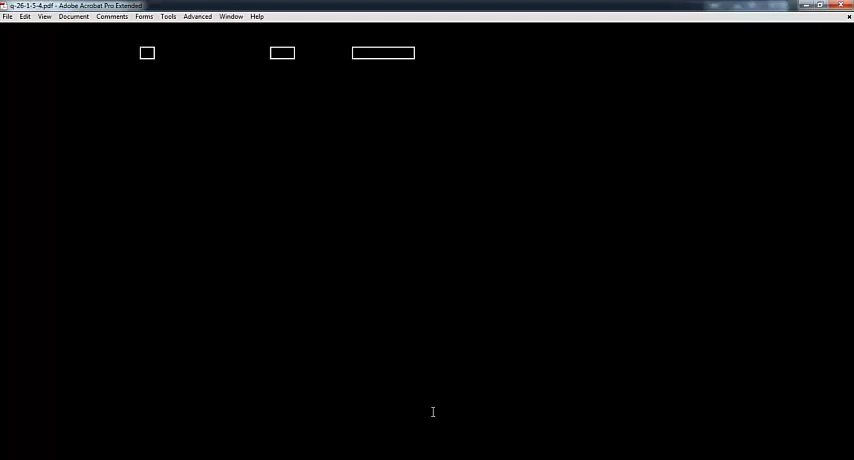 q-26-1-5-4.pdf - Adobe Acrobat Pro Extended
File Edit View Document Comments Forms Tools Advanced Window Help